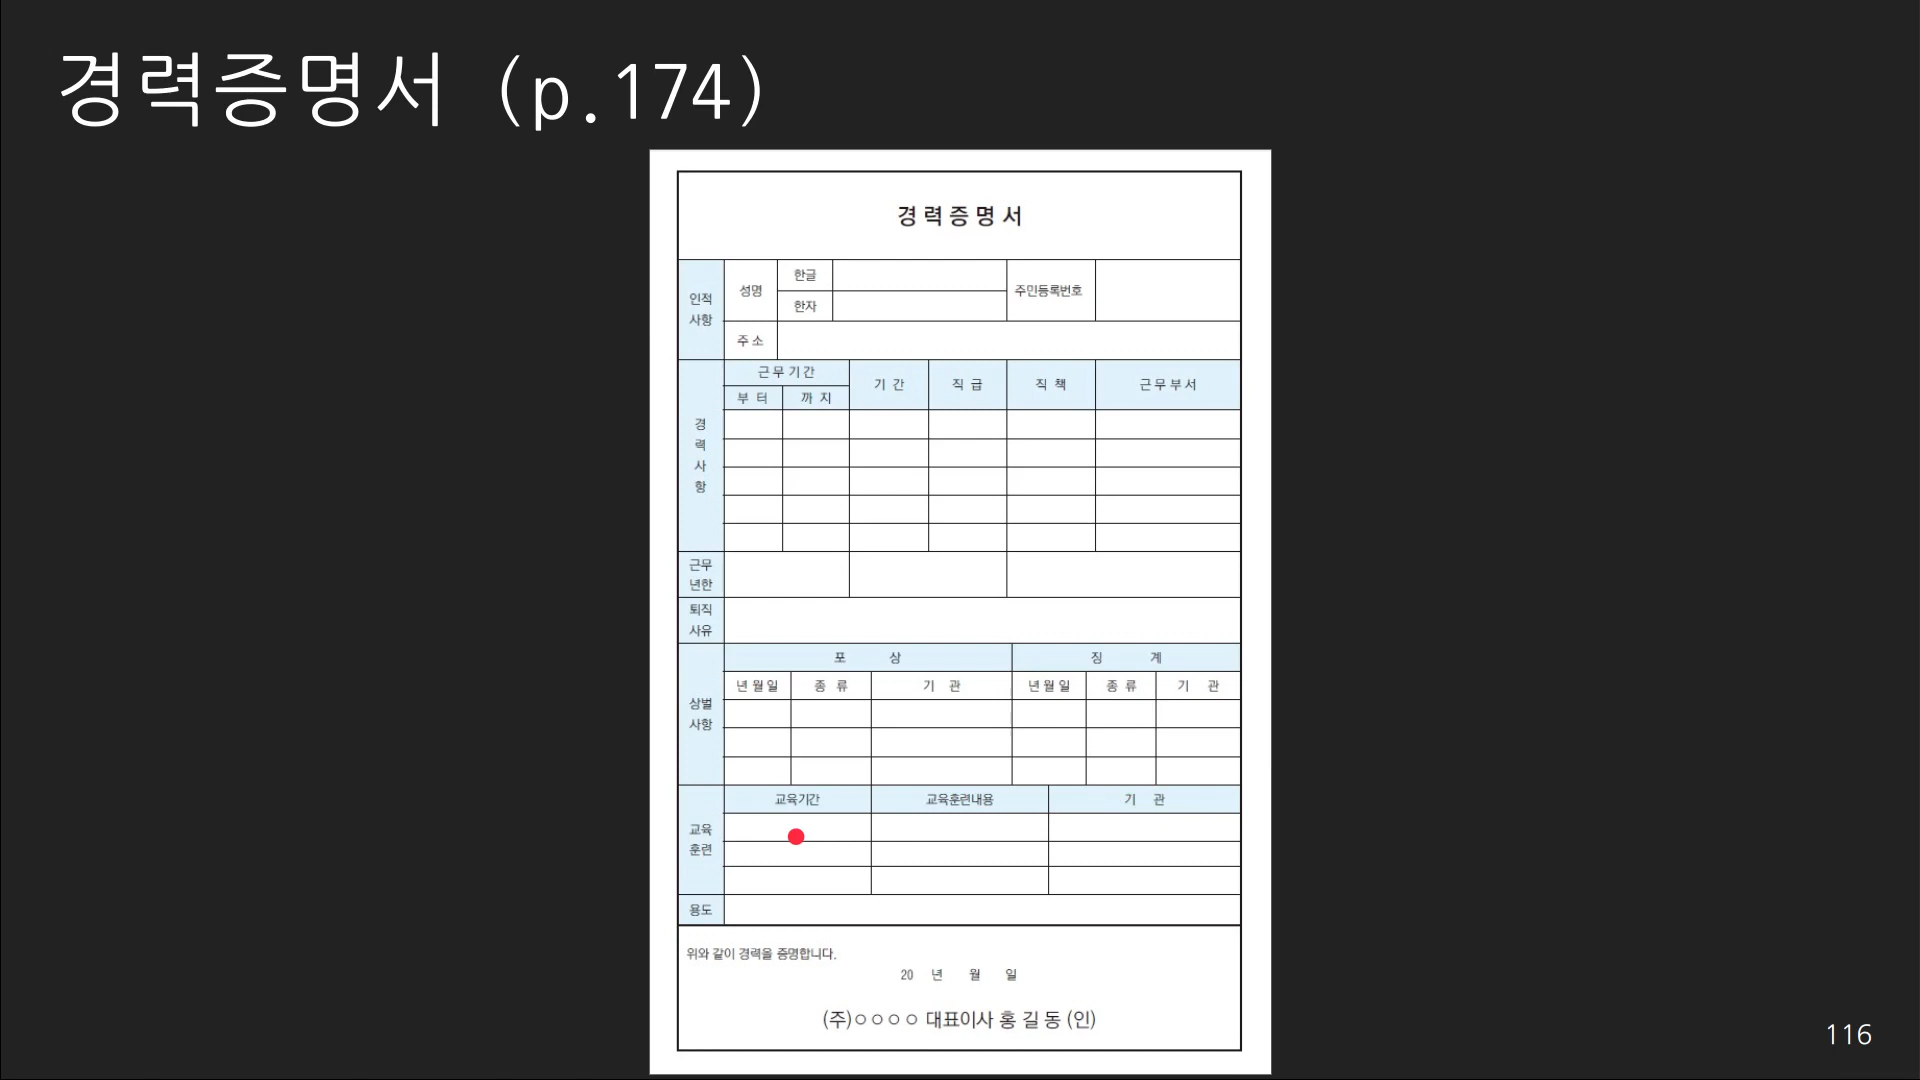 경력증명서 (p.174)
경 력 증 명 서
인적
사항
성명
한글
한자
주민등록번호
주 소
경
력
사
항
근 무 기 간
부 터
까 지
기 간
직 급
직 책
근 무 부 서
근무
년한
퇴직
사유
상벌
사항
포 상
징 계
년 월 일
종 류
기 관
년 월 일
종 류
기 관
교육
훈련
교육기간
교육훈련내용
기 관
용도
위와 같이 경력을 증명합니다.
20 년 월 일
(주)○○○○ 대표이사 홍 길 동 (인)
116